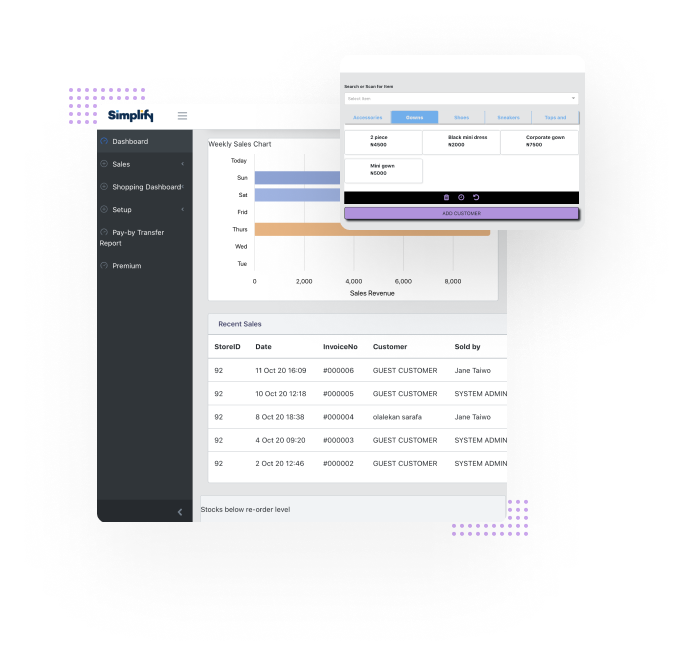 Simplify
Dashboard
Sales
Shopping Dashboard
Setup
Pay-by Transfer
Report
Premium
Weekly Sales Chart
Today
Sun
Sat
Frid
Thurs
Wed
Tue
0 2,000 4,000 6,000 8,000
Sales Revenue
Search or Scan for Item
Select Item
Accessories Gowns Shoes Sneakers Tops and
2 piece
₦4500
Black mini dress
₦2000
Corporate gown
₦7500
Mini gown
₦5000
ADD CUSTOMER
Recent Sales
StoreID Date InvoiceNo Customer Sold by
92 11 Oct 20 16:09 #000006 GUEST CUSTOMER Jane Taiwo
92 10 Oct 20 12:18 #000005 GUEST CUSTOMER SYSTEM ADMIN
92 8 Oct 20 18:38 #000004 olalekan sarafa Jane Taiwo
92 4 Oct 20 09:20 #000003 GUEST CUSTOMER SYSTEM ADMIN
92 2 Oct 20 12:46 #000002 GUEST CUSTOMER SYSTEM ADMIN
Stocks below re-order level